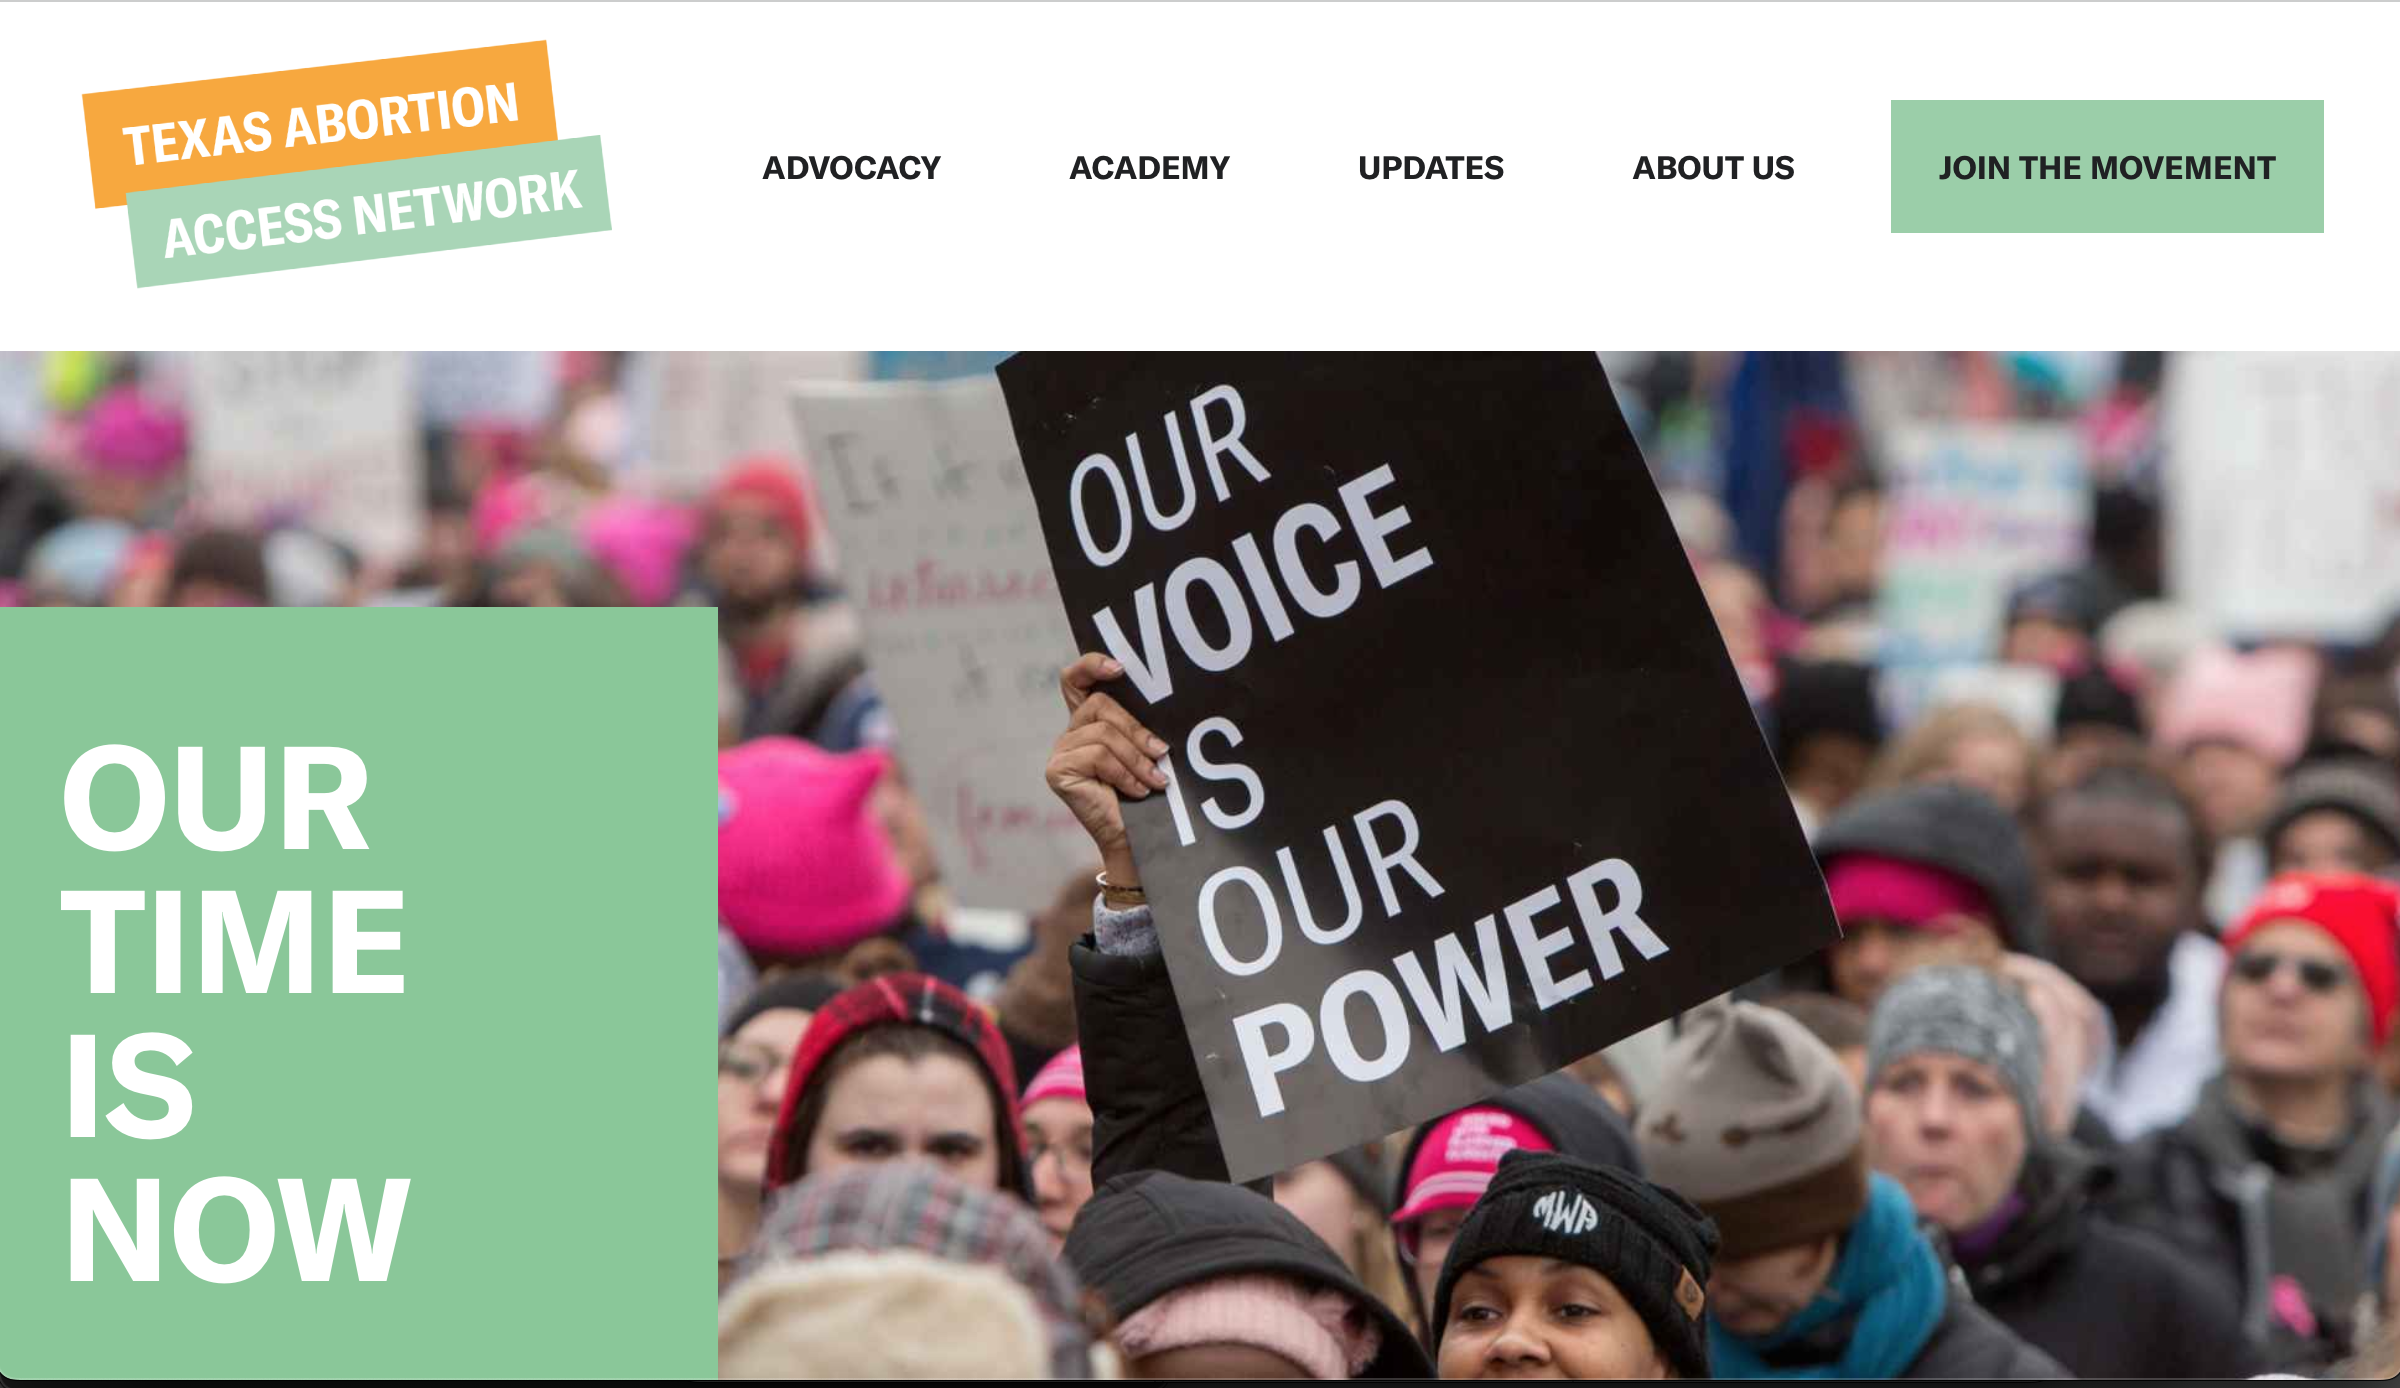 TEXAS ABORTION
ACCESS NETWORK
ADVOCACY
ACADEMY
UPDATES
ABOUT US
JOIN THE MOVEMENT
OUR
VOICE
IS
OUR
POWER
OUR
TIME
IS
NOW
MWA